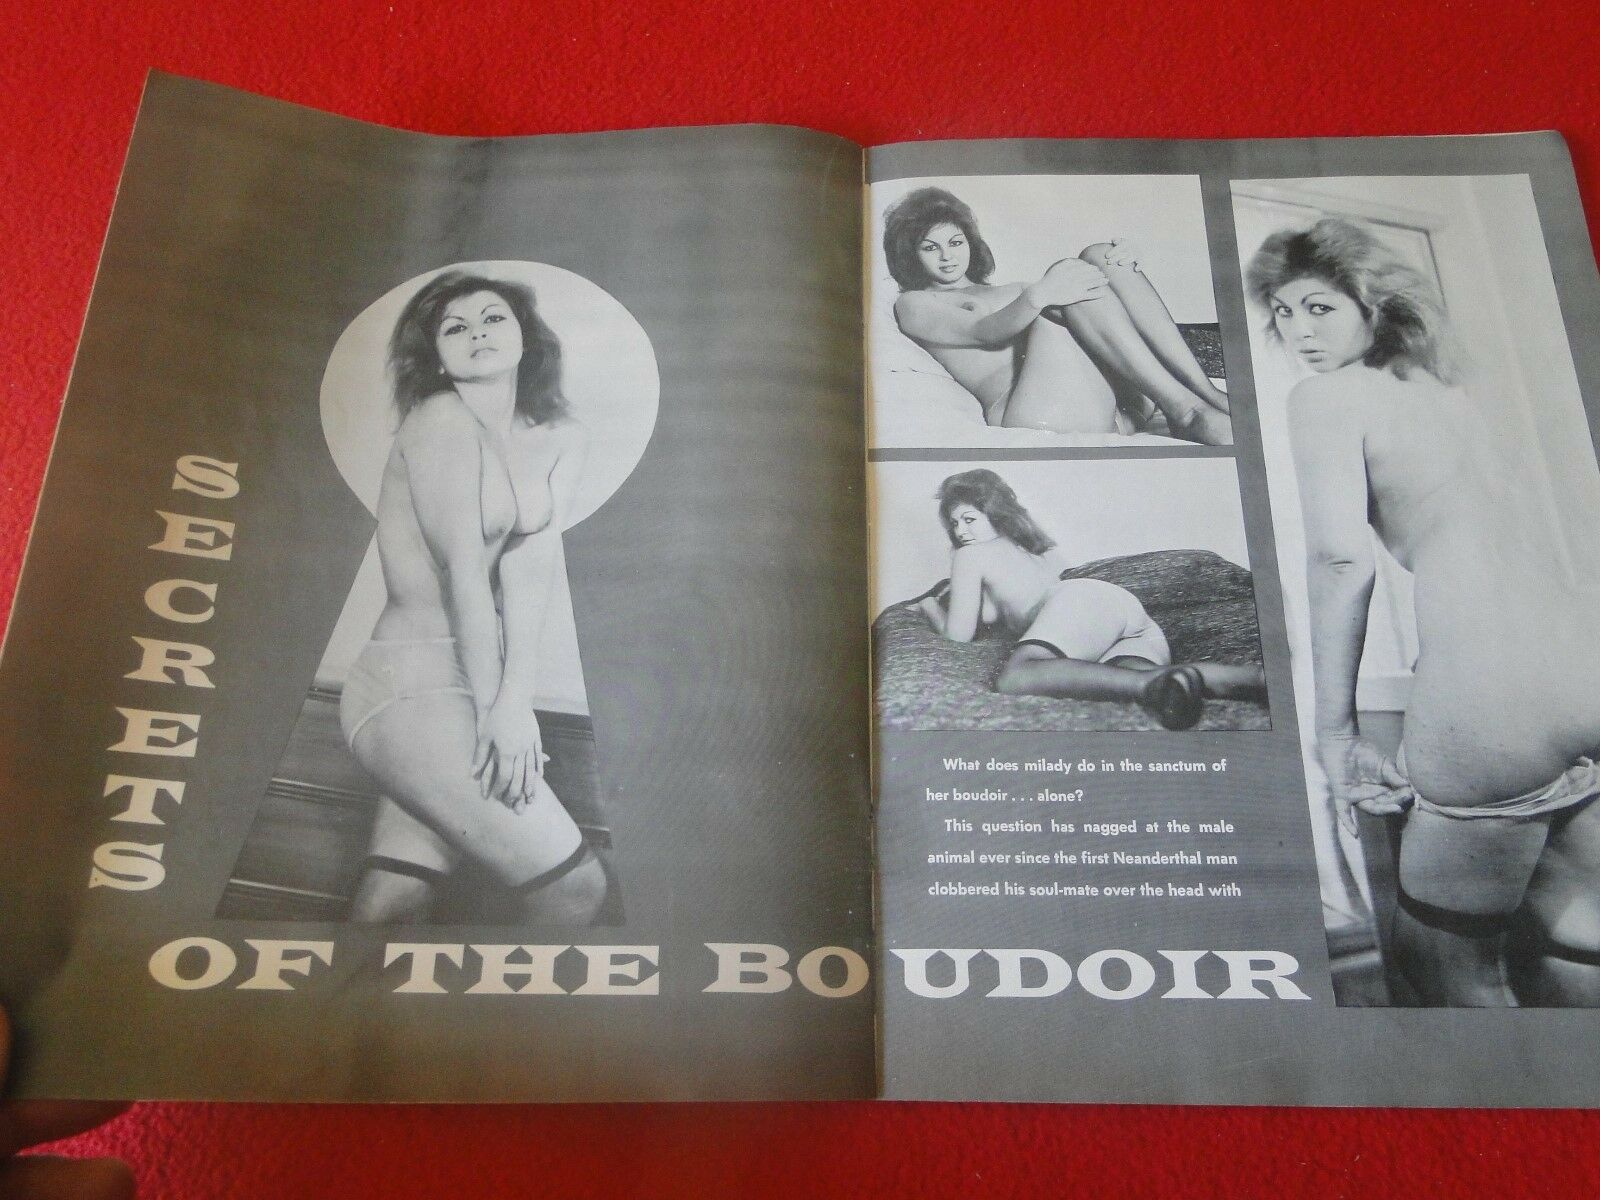 SECRETS
OF THE BOUDOIR
What does milady do in the sanctum of
her boudoir . . . alone?
This question has nagged at the male
animal ever since the first Neanderthal man
clobbered his soul-mate over the head with